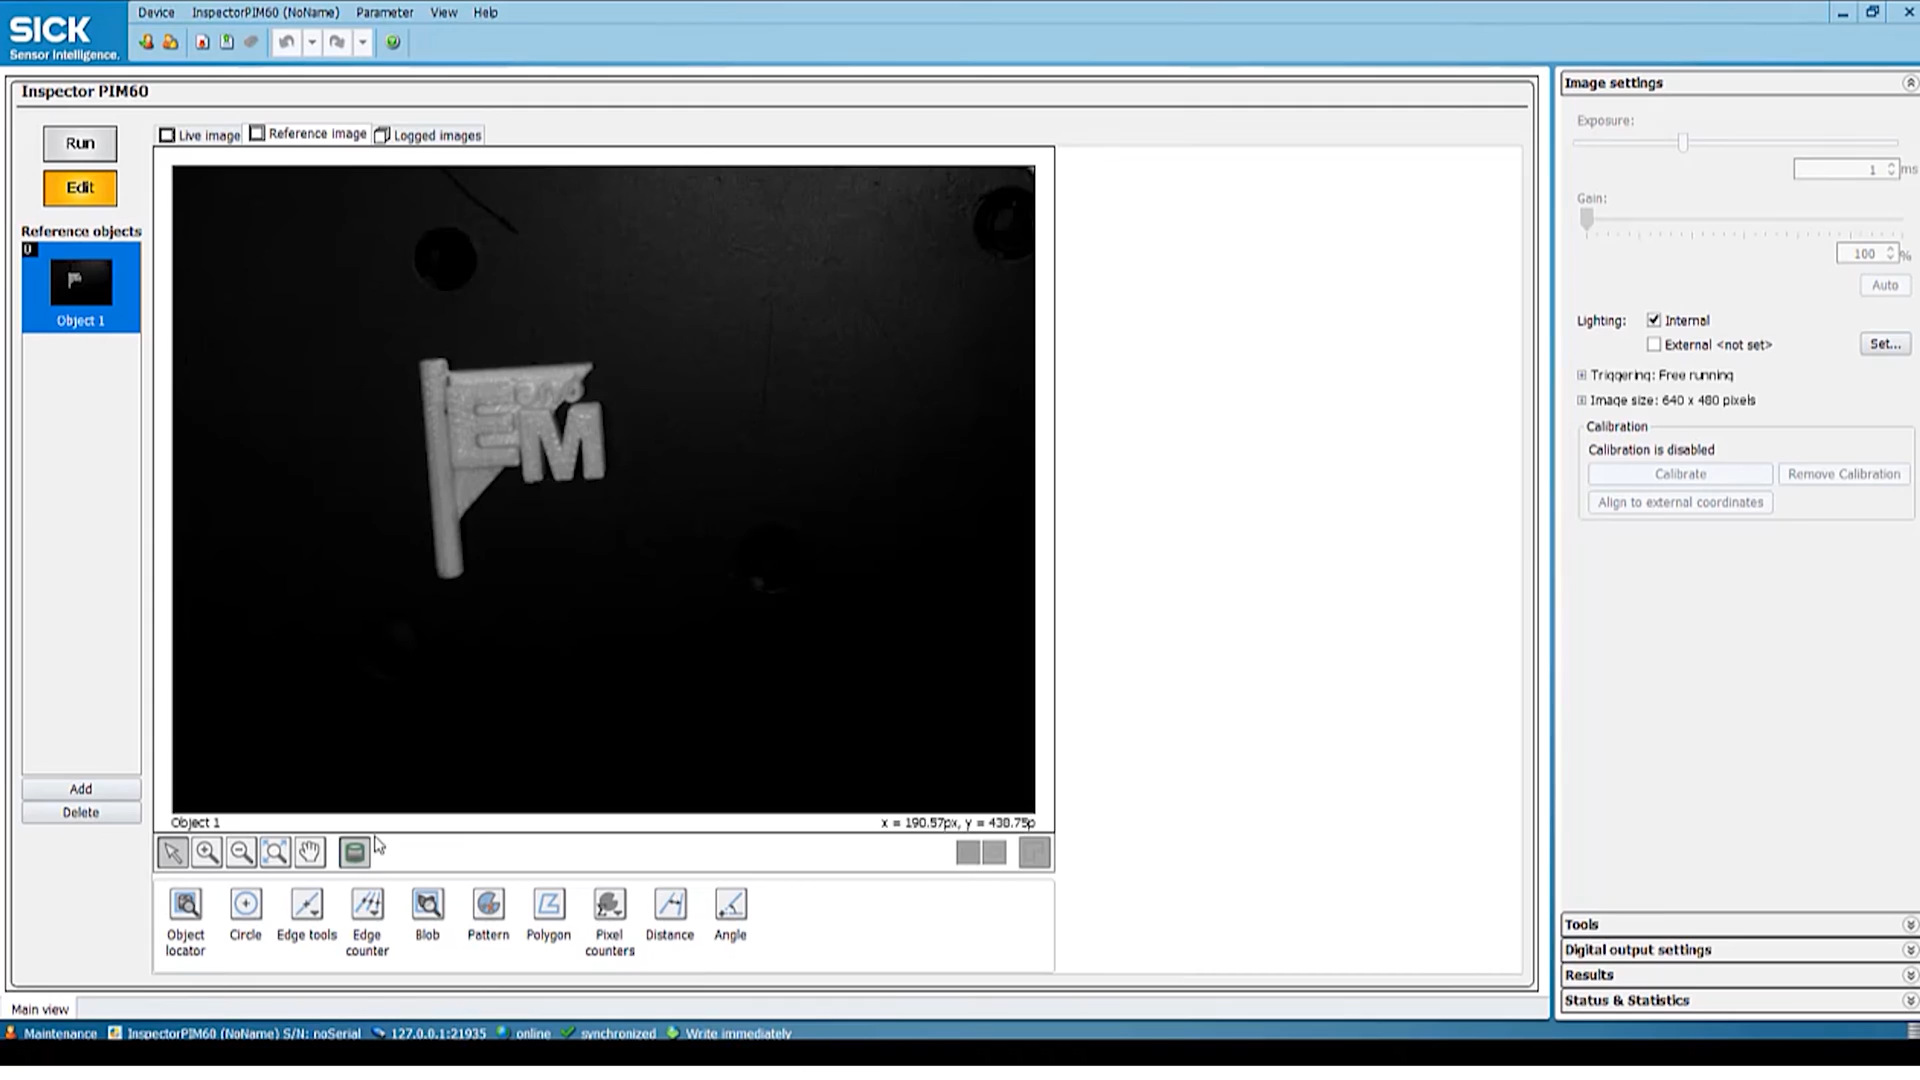 SICK
Sensor Intelligence.
Device InspectorPIM60 (NoName) Parameter View Help
Inspector PIM60
Run
Edit
Reference objects
0
Object 1
Add
Delete
Live image Reference image Logged images
EM
Object 1 x = 190.57px, y = 430.75p
Object locator
Circle
Edge tools
Edge counter
Blob
Pattern
Polygon
Pixel counters
Distance
Angle
Image settings
Exposure:
1 ms
Gain:
100 %
Auto
Lighting: Internal
External <not set> Set...
Triggering: Free running
Image size: 640 x 480 pixels
Calibration
Calibration is disabled
Calibrate Remove Calibration
Align to external coordinates
Tools
Digital output settings
Results
Status & Statistics
Main view
Maintenance InspectorPIM60 (NoName) S/N: noSerial 127.0.0.1:21935 online synchronized Write immediately